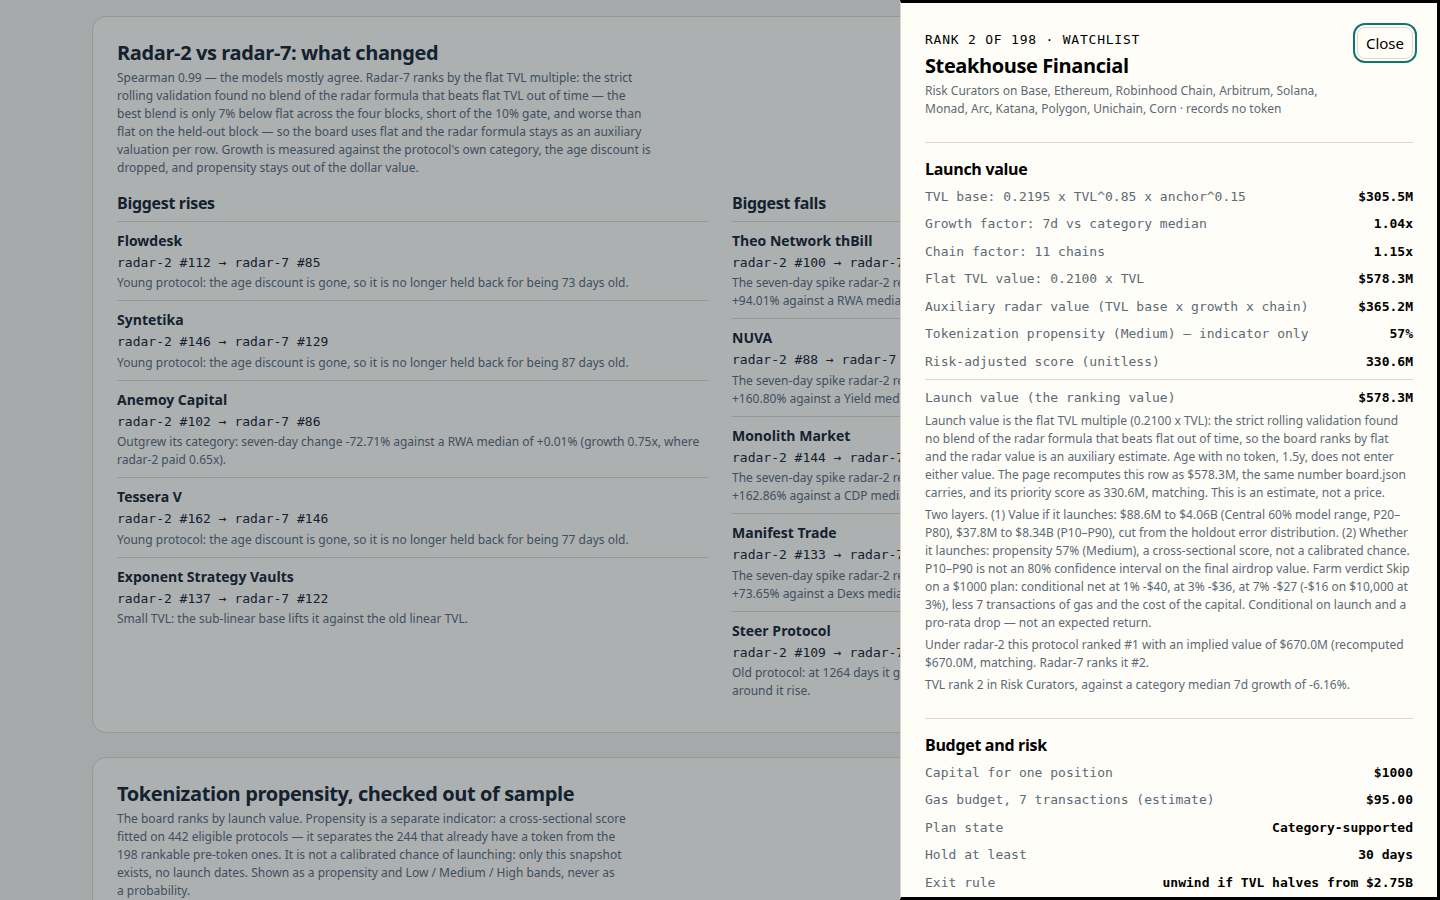 Radar-2 vs radar-7: what changed
Spearman 0.99 — the models mostly agree. Radar-7 ranks by the flat TVL multiple: the strict
rolling validation found no blend of the radar formula that beats flat TVL out of time — the
best blend is only 7% below flat across the four blocks, short of the 10% gate, and worse than
flat on the held-out block — so the board uses flat and the radar formula stays as an auxiliary
valuation per row. Growth is measured against the protocol's own category, the age discount is
dropped, and propensity stays out of the dollar value.
Biggest rises
Flowdesk
radar-2 #112 → radar-7 #85
Young protocol: the age discount is gone, so it is no longer held back for being 73 days old.
Syntetika
radar-2 #146 → radar-7 #129
Young protocol: the age discount is gone, so it is no longer held back for being 87 days old.
Anemoy Capital
radar-2 #102 → radar-7 #86
Outgrew its category: seven-day change -72.71% against a RWA median of +0.01% (growth 0.75x, where
radar-2 paid 0.65x).
Tessera V
radar-2 #162 → radar-7 #146
Young protocol: the age discount is gone, so it is no longer held back for being 77 days old.
Exponent Strategy Vaults
radar-2 #137 → radar-7 #122
Small TVL: the sub-linear base lifts it against the old linear TVL.
Biggest falls
Theo Network thBill
radar-2 #100 → radar-7
The seven-day spike radar-2 re
+94.01% against a RWA media
NUVA
radar-2 #88 → radar-7
The seven-day spike radar-2 re
+160.80% against a Yield med
Monolith Market
radar-2 #144 → radar-7
The seven-day spike radar-2 re
+162.86% against a CDP medi
Manifest Trade
radar-2 #133 → radar-7
The seven-day spike radar-2 re
+73.65% against a Dexs media
Steer Protocol
radar-2 #109 → radar-7
Old protocol: at 1264 days it g
around it rise.
Tokenization propensity, checked out of sample
The board ranks by launch value. Propensity is a separate indicator: a cross-sectional score
fitted on 442 eligible protocols — it separates the 244 that already have a token from the
198 rankable pre-token ones. It is not a calibrated chance of launching: only this snapshot
exists, no launch dates. Shown as a propensity and Low / Medium / High bands, never as
a probability.
RANK 2 OF 198 · WATCHLIST
Close
Steakhouse Financial
Risk Curators on Base, Ethereum, Robinhood Chain, Arbitrum, Solana,
Monad, Arc, Katana, Polygon, Unichain, Corn · records no token
Launch value
TVL base: 0.2195 x TVL^0.85 x anchor^0.15 $305.5M
Growth factor: 7d vs category median 1.04x
Chain factor: 11 chains 1.15x
Flat TVL value: 0.2100 x TVL $578.3M
Auxiliary radar value (TVL base x growth x chain) $365.2M
Tokenization propensity (Medium) — indicator only 57%
Risk-adjusted score (unitless) 330.6M
Launch value (the ranking value) $578.3M
Launch value is the flat TVL multiple (0.2100 x TVL): the strict rolling validation found
no blend of the radar formula that beats flat out of time, so the board ranks by flat
and the radar value is an auxiliary estimate. Age with no token, 1.5y, does not enter
either value. The page recomputes this row as $578.3M, the same number board.json
carries, and its priority score as 330.6M, matching. This is an estimate, not a price.
Two layers. (1) Value if it launches: $88.6M to $4.06B (Central 60% model range, P20–
P80), $37.8M to $8.34B (P10–P90), cut from the holdout error distribution. (2) Whether
it launches: propensity 57% (Medium), a cross-sectional score, not a calibrated chance.
P10–P90 is not an 80% confidence interval on the final airdrop value. Farm verdict Skip
on a $1000 plan: conditional net at 1% -$40, at 3% -$36, at 7% -$27 (-$16 on $10,000 at
3%), less 7 transactions of gas and the cost of the capital. Conditional on launch and a
pro-rata drop — not an expected return.
Under radar-2 this protocol ranked #1 with an implied value of $670.0M (recomputed
$670.0M, matching. Radar-7 ranks it #2.
TVL rank 2 in Risk Curators, against a category median 7d growth of -6.16%.
Budget and risk
Capital for one position $1000
Gas budget, 7 transactions (estimate) $95.00
Plan state Category-supported
Hold at least 30 days
Exit rule unwind if TVL halves from $2.75B